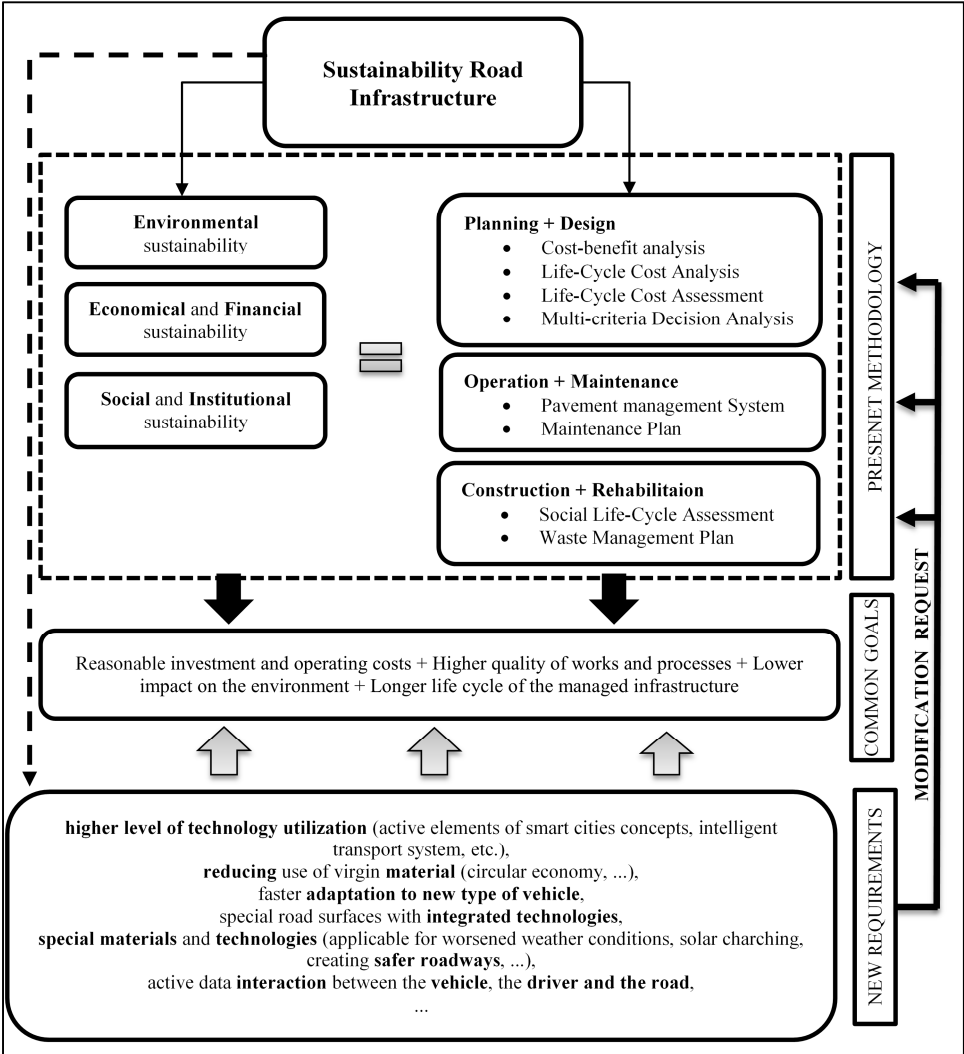 Sustainability Road
Infrastructure
Environmental
sustainability
Economical and Financial
sustainability
Social and Institutional
sustainability
Planning + Design
• Cost-benefit analysis
• Life-Cycle Cost Analysis
• Life-Cycle Cost Assessment
• Multi-criteria Decision Analysis
Operation + Maintenance
• Pavement management System
• Maintenance Plan
Construction + Rehabilitaion
• Social Life-Cycle Assessment
• Waste Management Plan
PRESENET METHODOLOGY
Reasonable investment and operating costs + Higher quality of works and processes + Lower
impact on the environment + Longer life cycle of the managed infrastructure
COMMON GOALS
MODIFICATION REQUEST
higher level of technology utilization (active elements of smart cities concepts, intelligent
transport system, etc.),
reducing use of virgin material (circular economy, ...),
faster adaptation to new type of vehicle,
special road surfaces with integrated technologies,
special materials and technologies (applicable for worsened weather conditions, solar charching,
creating safer roadways, ...),
active data interaction between the vehicle, the driver and the road,
...
NEW REQUIREMENTS